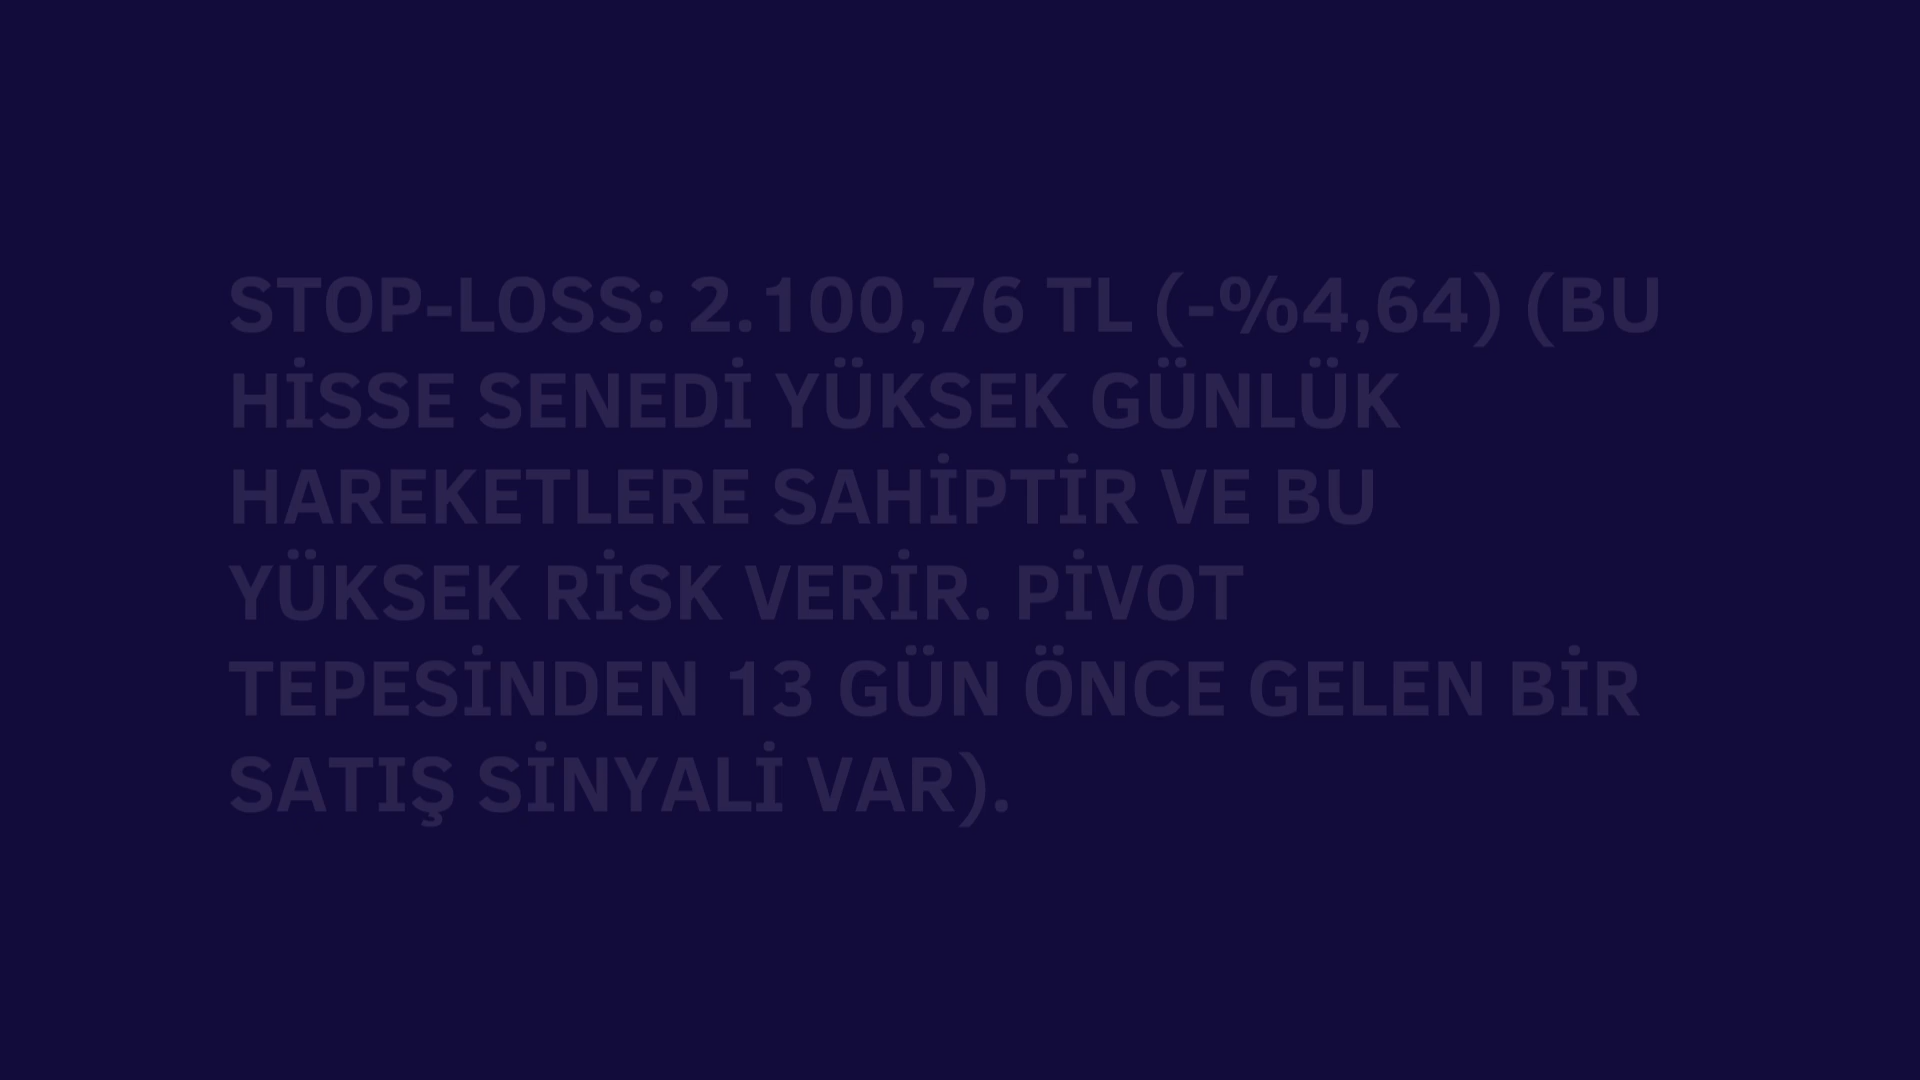 STOP-LOSS: 2.100,76 TL (-%4,64) (BU
HİSSE SENEDİ YÜKSEK GÜNLÜK
HAREKETLERE SAHİPTİR VE BU
YÜKSEK RİSK VERİR. PİVOT
TEPESİNDEN 13 GÜN ÖNCE GELEN BİR
SATIŞ SİNYALİ VAR).